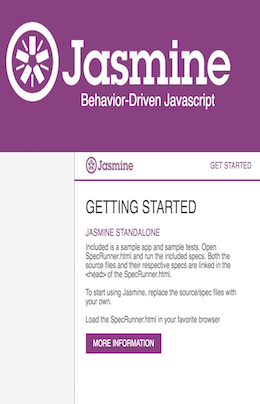 Jasmine
Behavior-Driven Javascript
Jasmine GET STARTED
GETTING STARTED
JASMINE STANDALONE
Included is a sample app and sample tests. Open
SpecRunner.html and run the included specs. Both the
source files and their respective specs are linked in the
<head> of the SpecRunner.html.
To start using Jasmine, replace the source/spec files with
your own.
Load the SpecRunner.html in your favorite browser
MORE INFORMATION